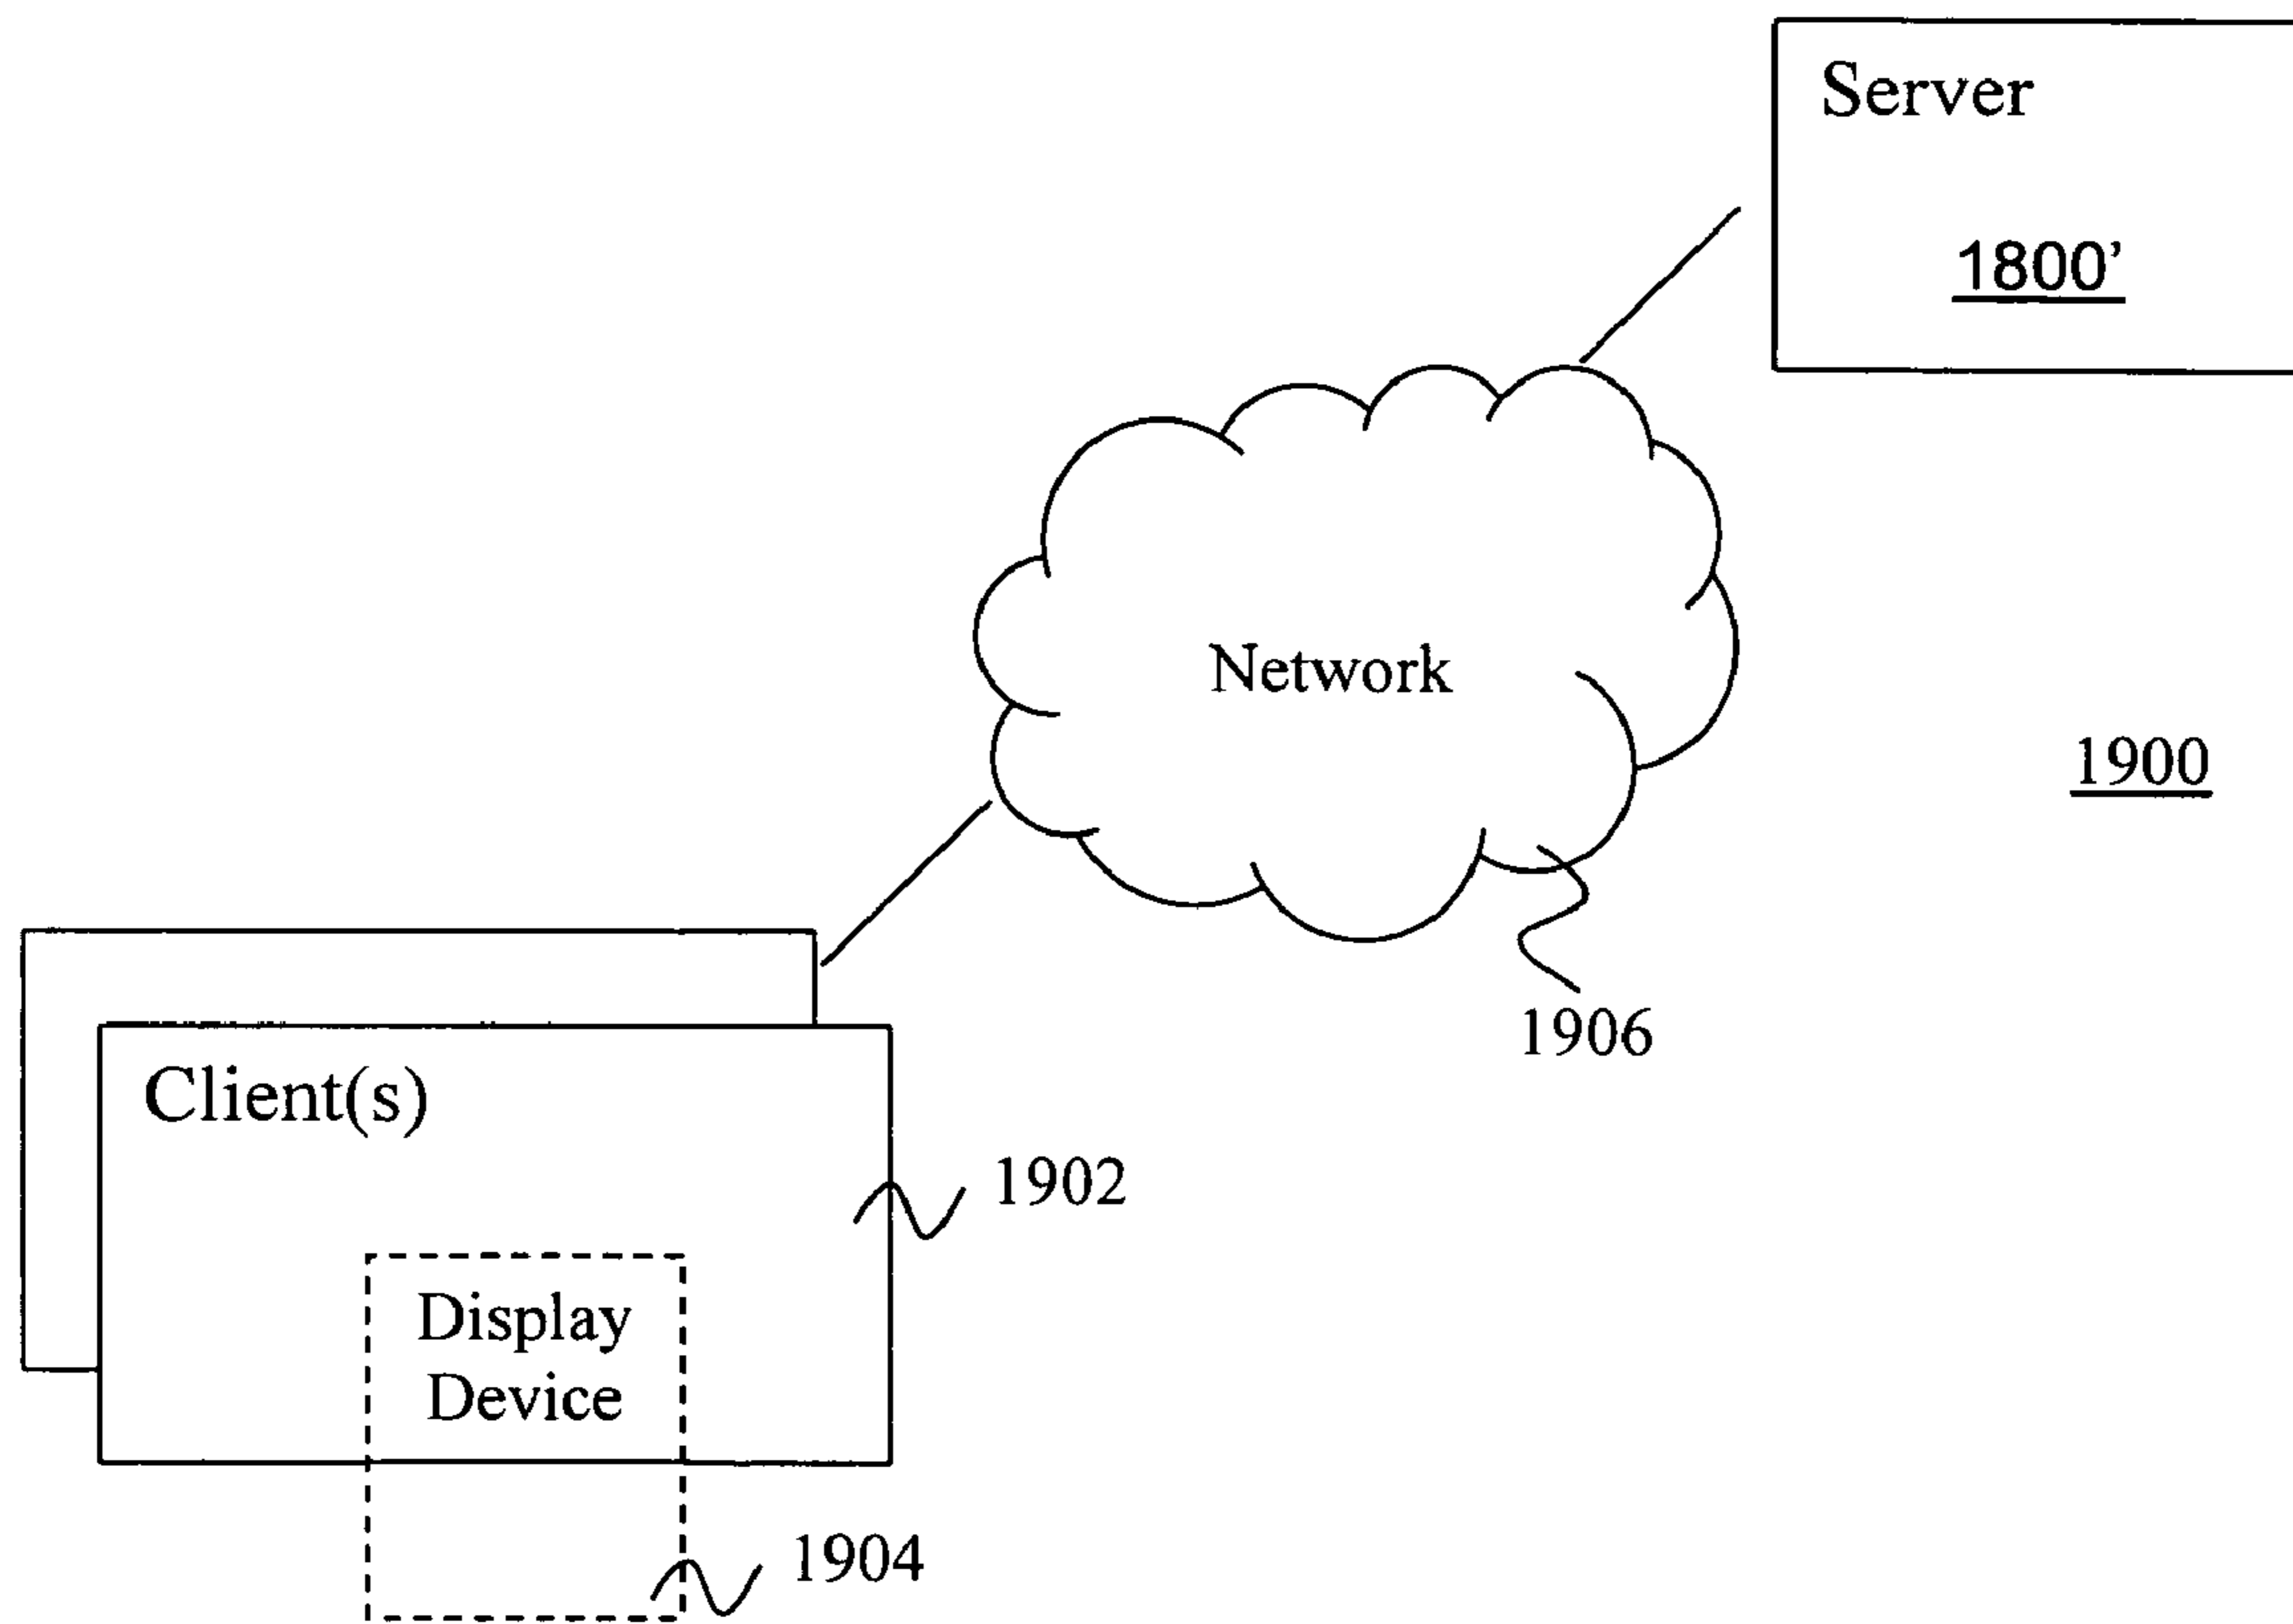 Server
1800’
Network
1900
1906
Client(s)
1902
Display
Device
1904